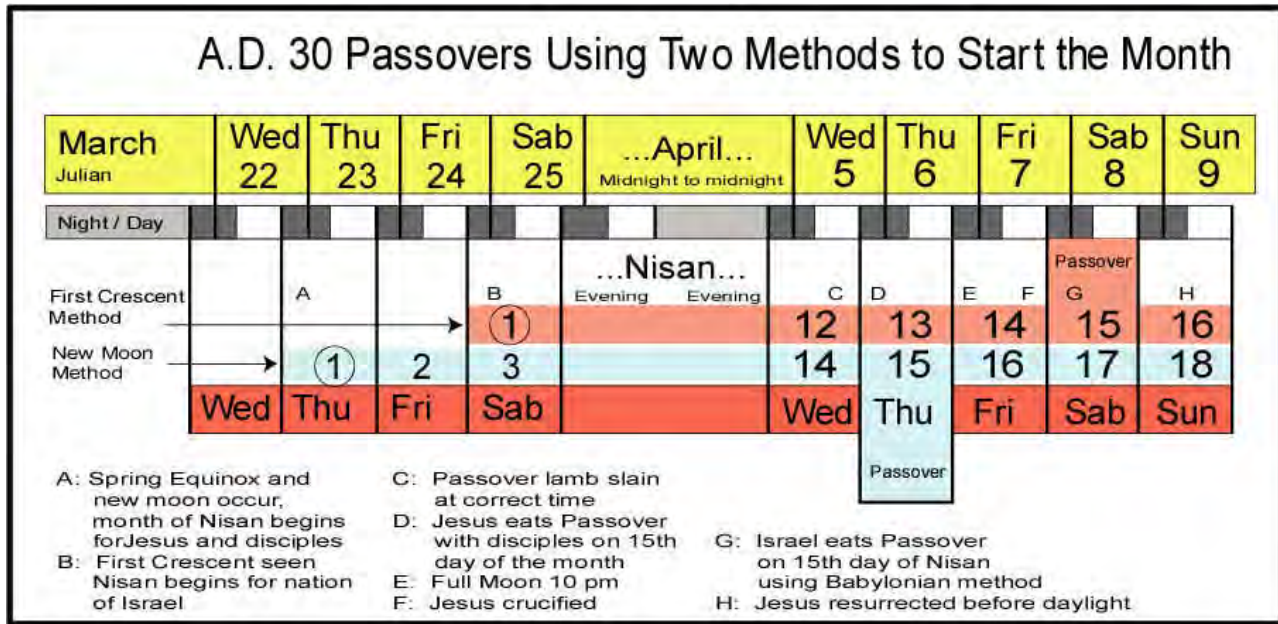 A.D. 30 Passovers Using Two Methods to Start the Month
March Wed Thu Fri Sab ...April... Wed Thu Fri Sab Sun
Julian 22 23 24 25 Midnight to midnight 5 6 7 8 9
Night / Day
...Nisan... Passover
First Crescent A B Evening Evening C D E F G H
Method 1 12 13 14 15 16
New Moon 1 2 3 14 15 16 17 18
Method
Wed Thu Fri Sab Wed Thu Fri Sab Sun
Passover
A: Spring Equinox and
new moon occur,
month of Nisan begins
forJesus and disciples
B: First Crescent seen
Nisan begins for nation
of Israel
C: Passover lamb slain
at correct time
D: Jesus eats Passover
with disciples on 15th
day of the month
E: Full Moon 10 pm
F: Jesus crucified
G: Israel eats Passover
on 15th day of Nisan
using Babylonian method
H: Jesus resurrected before daylight